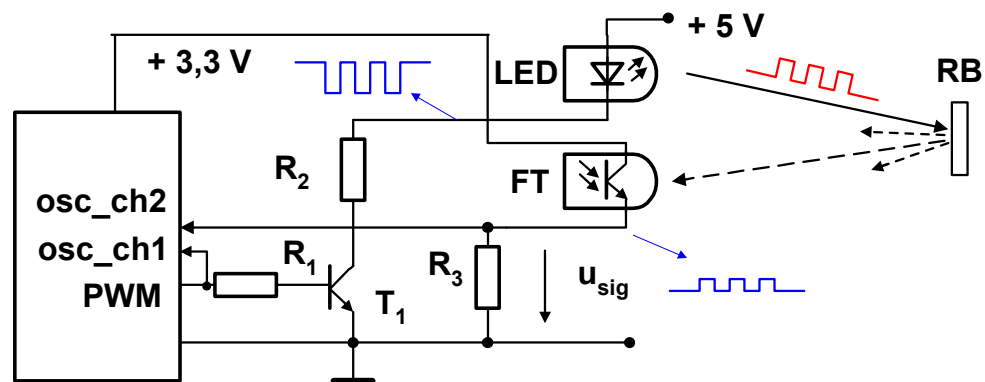 + 5 V
+ 3,3 V
LED
RB
R2
FT
osc_ch2
osc_ch1
R1
R3
usig
PWM
T1